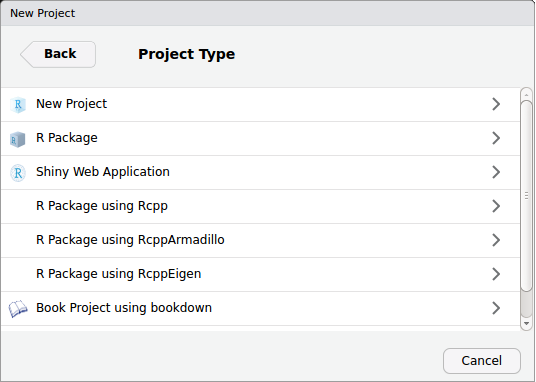 New Project
Back
Project Type
New Project
R Package
Shiny Web Application
R Package using Rcpp
R Package using RcppArmadillo
R Package using RcppEigen
Book Project using bookdown
Cancel